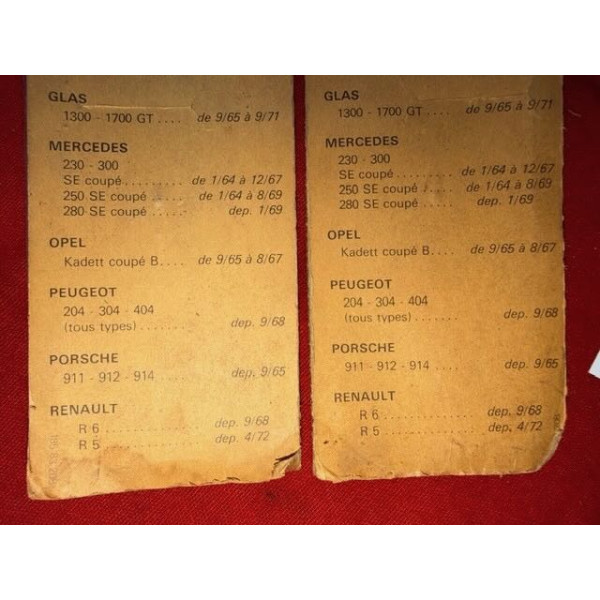 GLAS
1300 - 1700 GT .... de 9/65 à 9/71
MERCEDES
230 - 300
SE coupé......... de 1/64 à 12/67
250 SE coupé ..... de 1/64 à 8/69
280 SE coupé ..... dep. 1/69
OPEL
Kadett coupé B.... de 9/65 à 8/67
PEUGEOT
204 - 304 - 404
(tous types)....... dep. 9/68
PORSCHE
911 - 912 - 914 .... dep. 9/65
RENAULT
R 6 ................ dep. 9/68
R 5 ................ dep. 4/72
GLAS
1300 - 1700 GT .... de 9/65 à 9/71
MERCEDES
230 - 300
SE coupé......... de 1/64 à 12/67
250 SE coupé ..... de 1/64 à 8/69
280 SE coupé ..... dep. 1/69
OPEL
Kadett coupé B.... de 9/65 à 8/67
PEUGEOT
204 - 304 - 404
(tous types)....... dep. 9/68
PORSCHE
911 - 912 - 914 .... dep. 9/65
RENAULT
R 6 ................ dep. 9/68
R 5 ................ dep. 4/72